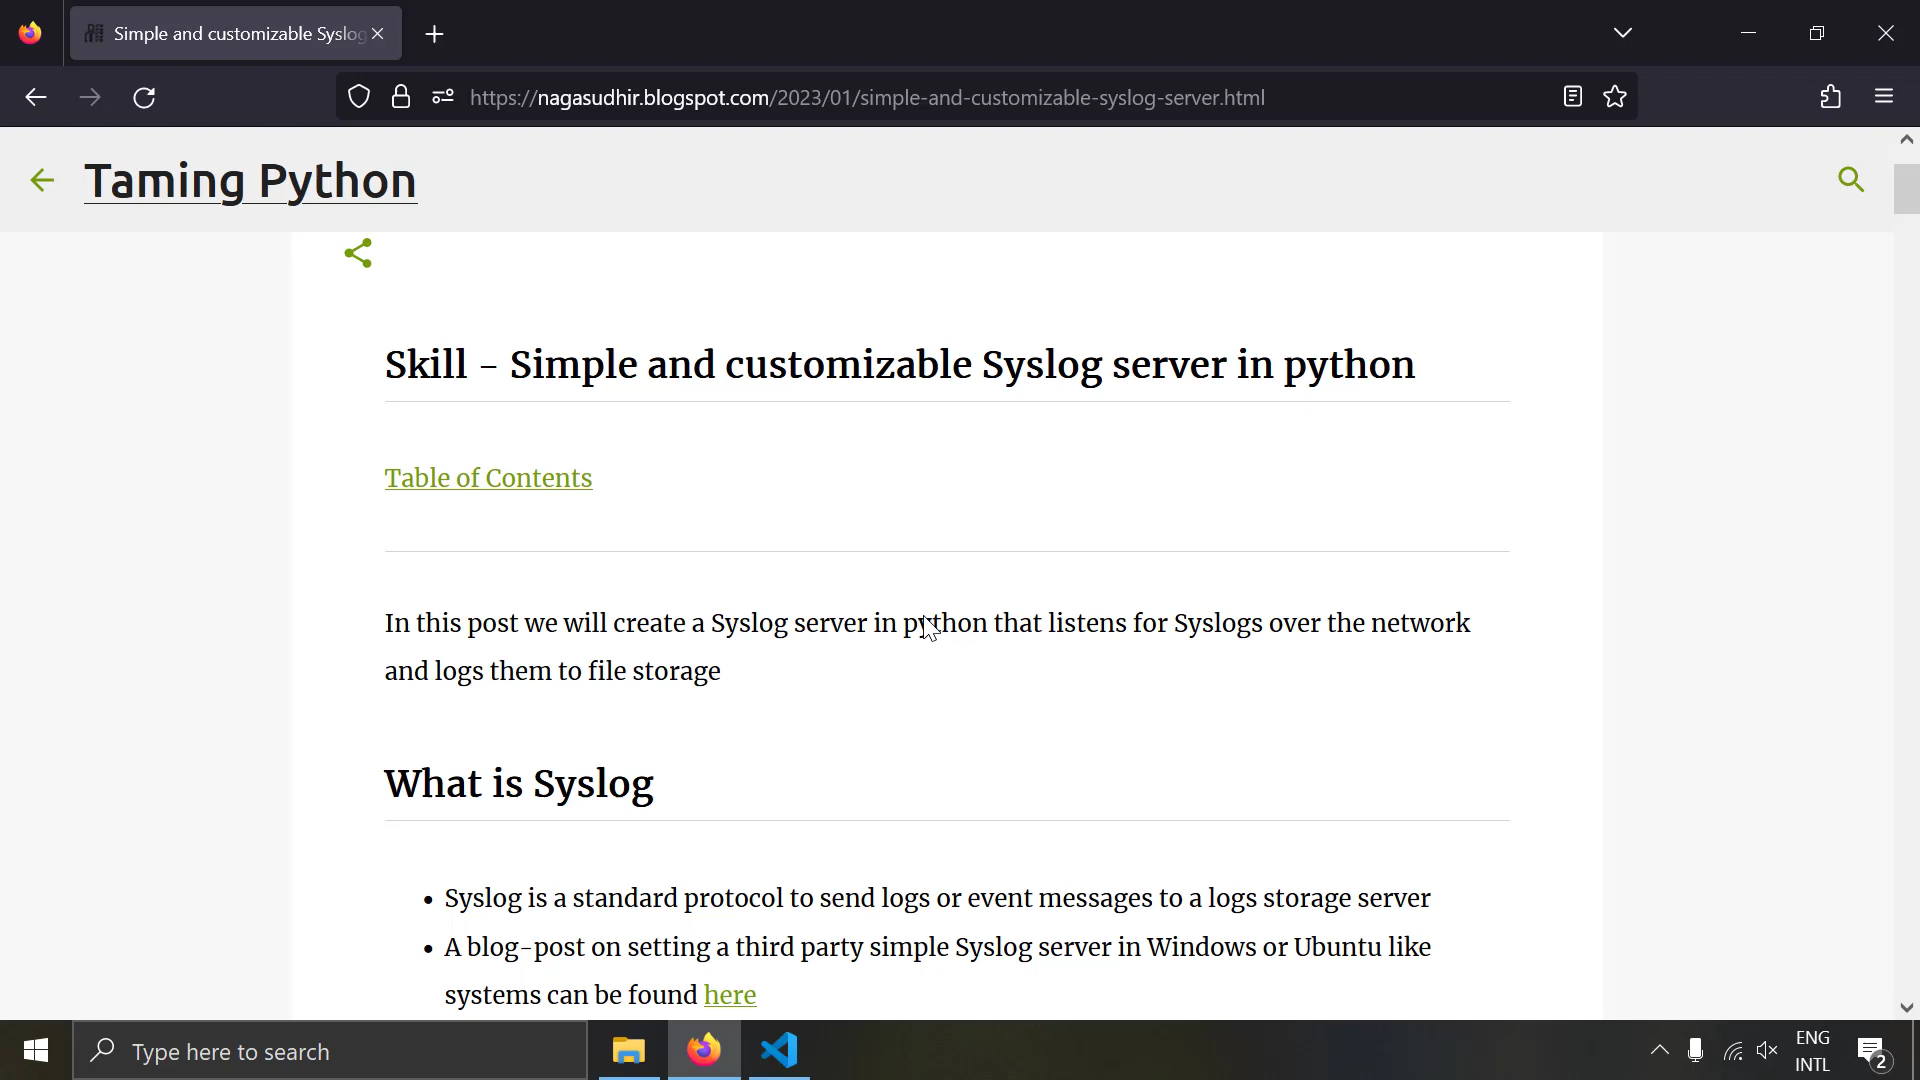 Simple and customizable Syslog
https://nagasudhir.blogspot.com/2023/01/simple-and-customizable-syslog-server.html
Taming Python
Skill - Simple and customizable Syslog server in python
Table of Contents
In this post we will create a Syslog server in python that listens for Syslogs over the network
and logs them to file storage
What is Syslog
• Syslog is a standard protocol to send logs or event messages to a logs storage server
• A blog-post on setting a third party simple Syslog server in Windows or Ubuntu like
systems can be found here
Type here to search
ENG
INTL
2